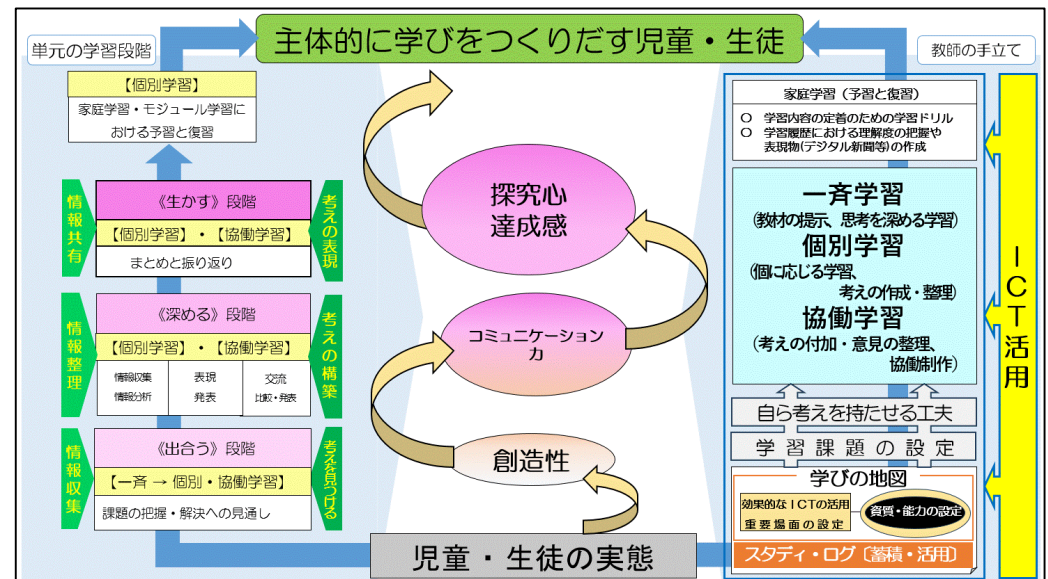 主体的に学びをつくりだす児童・生徒
単元の学習段階
教師の手立て
【個別学習】
家庭学習・モジュール学習に
おける予習と復習
情報共有
《生かす》段階
【個別学習】・【協働学習】
まとめと振り返り
考えの表現
情報整理
《深める》段階
【個別学習】・【協働学習】
情報収集
情報分析
表現
発表
交流
比較・発表
考えの構築
情報収集
《出合う》段階
【一斉 → 個別・協働学習】
課題の把握・解決への見通し
考えを見つける
探究心
達成感
コミュニケーション
力
創造性
児童・生徒の実態
家庭学習(予習と復習)
○ 学習内容の定着のための学習ドリル
○ 学習履歴における理解度の把握や
表現物(デジタル新聞等)の作成
一斉学習
(教材の提示、思考を深める学習)
個別学習
(個に応じる学習、
考えの作成・整理)
協働学習
(考えの付加・意見の整理、
協働制作)
自ら考えを持たせる工夫
学習課題の設定
学びの地図
効果的なICTの活用
重要場面の設定
資質・能力の設定
スタディ・ログ〔蓄積・活用〕
ICT活用